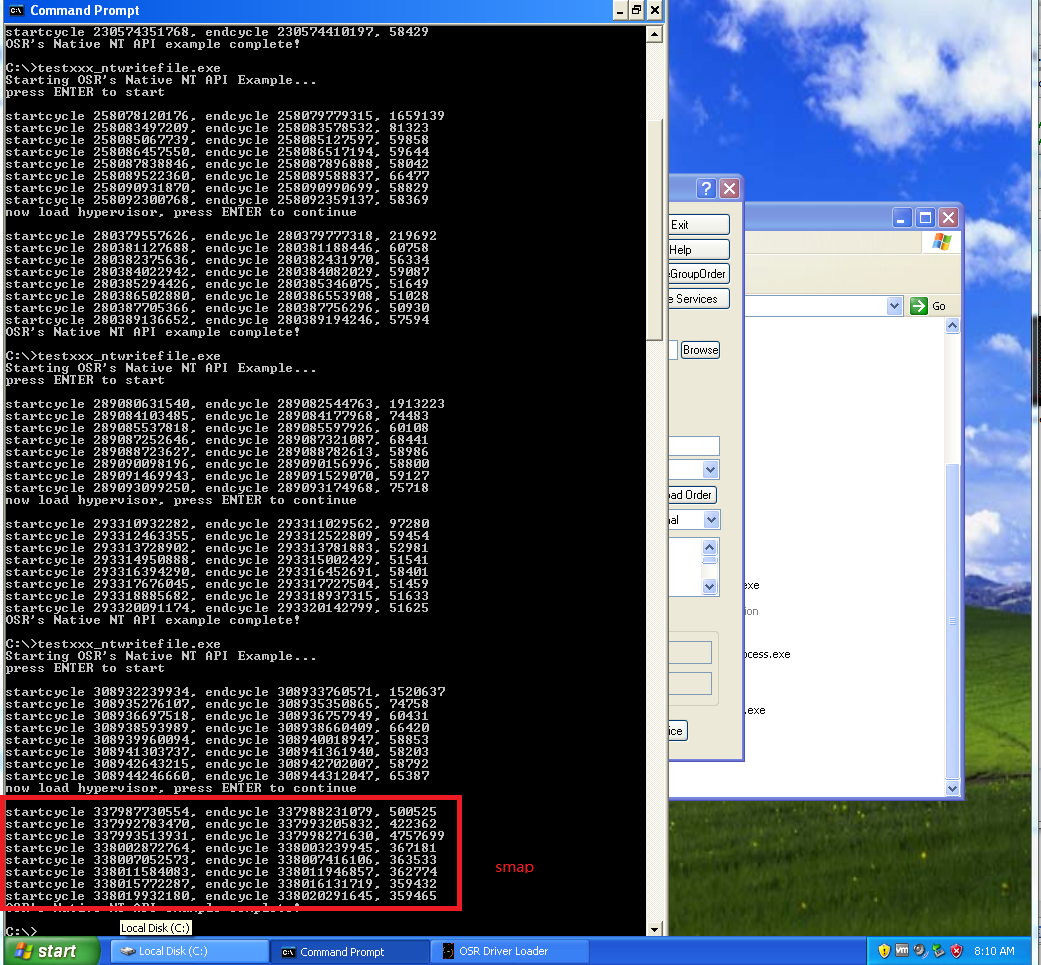 Command Prompt
startcycle 230574351768, endcycle 230574410197, 58429
OSR's Native NT API example complete!
C:\>testxxx_ntwritefile.exe
Starting OSR's Native NT API Example...
press ENTER to start
startcycle 258078120176, endcycle 258079779315, 1659139
startcycle 258083497209, endcycle 258083578532, 81323
startcycle 258085067739, endcycle 258085127597, 59858
startcycle 258086457550, endcycle 258086517194, 59644
startcycle 258087838846, endcycle 258087896888, 58042
startcycle 258089522360, endcycle 258089588837, 66477
startcycle 258090931870, endcycle 258090990699, 58829
startcycle 258092300768, endcycle 258092359137, 58369
now load hypervisor, press ENTER to continue
startcycle 280379557626, endcycle 280379777318, 219692
startcycle 280381127688, endcycle 280381188446, 60758
startcycle 280382375636, endcycle 280382431970, 56334
startcycle 280384022942, endcycle 280384082029, 59087
startcycle 280385294426, endcycle 280385346075, 51649
startcycle 280386502880, endcycle 280386553908, 51028
startcycle 280387705366, endcycle 280387756296, 50930
startcycle 280389136652, endcycle 280389194246, 57594
OSR's Native NT API example complete!
C:\>testxxx_ntwritefile.exe
Starting OSR's Native NT API Example...
press ENTER to start
startcycle 289080631540, endcycle 289082544763, 1913223
startcycle 289084103485, endcycle 289084177968, 74483
startcycle 289085537818, endcycle 289085597926, 60108
startcycle 289087252646, endcycle 289087321087, 68441
startcycle 289088723627, endcycle 289088782613, 58986
startcycle 289090098196, endcycle 289090156996, 58800
startcycle 289091469943, endcycle 289091529070, 59127
startcycle 289093099250, endcycle 289093174968, 75718
now load hypervisor, press ENTER to continue
startcycle 293310932282, endcycle 293311029562, 97280
startcycle 293312463355, endcycle 293312522809, 59454
startcycle 293313728902, endcycle 293313781883, 52981
startcycle 293314950888, endcycle 293315002429, 51541
startcycle 293316394290, endcycle 293316452691, 58401
startcycle 293317676045, endcycle 293317727504, 51459
startcycle 293318885682, endcycle 293318937315, 51633
startcycle 293320091174, endcycle 293320142799, 51625
OSR's Native NT API example complete!
C:\>testxxx_ntwritefile.exe
Starting OSR's Native NT API Example...
press ENTER to start
startcycle 308932239934, endcycle 308933760571, 1520637
startcycle 308935276107, endcycle 308935350865, 74758
startcycle 308936697518, endcycle 308936757949, 60431
startcycle 308938593989, endcycle 308938660409, 66420
startcycle 308939960094, endcycle 308940018947, 58853
startcycle 308941303737, endcycle 308941361940, 58203
startcycle 308942643215, endcycle 308942702007, 58792
startcycle 308944246660, endcycle 308944312047, 65387
now load hypervisor, press ENTER to continue
startcycle 337987730554, endcycle 337988231079, 500525
startcycle 337992783470, endcycle 337993205832, 422362
startcycle 337993513931, endcycle 337998271630, 4757699
startcycle 338002872764, endcycle 338003239945, 367181
startcycle 338007052573, endcycle 338007416106, 363533
startcycle 338011584083, endcycle 338011946857, 362774
startcycle 338015772287, endcycle 338016131719, 359432
startcycle 338019932180, endcycle 338020291645, 359465
OSR's Native NT API example complete!
C:\>
smap
Exit
Help
GroupOrder
e Services
Browse
oad Order
nal
ice
Go
exe
ion
ocess.exe
.exe
Local Disk (C:)
start
Local Disk (C:)
Command Prompt
OSR Driver Loader
8:10 AM